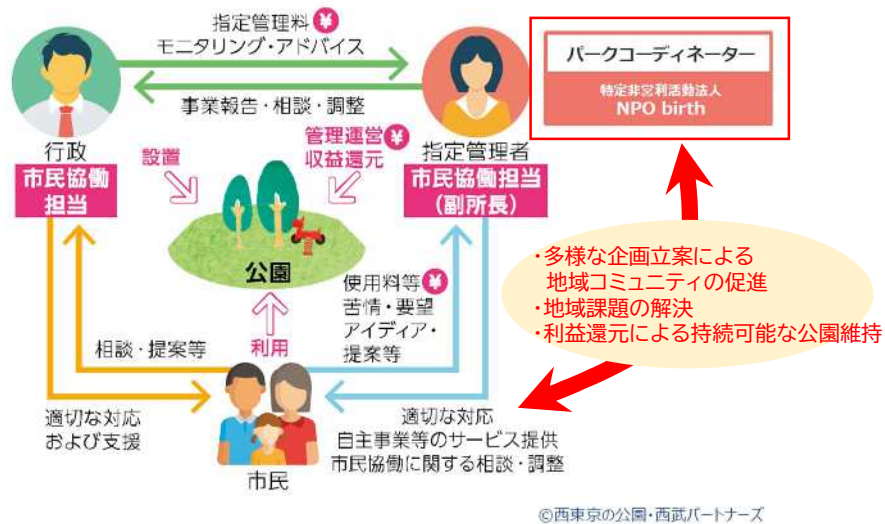 指定管理料¥
モニタリング・アドバイス
事業報告・相談・調整
パークコーディネーター
特定非営利活動法人
NPO birth
行政
市民協働
担当
設置
管理運営¥
収益還元
指定管理者
市民協働担当
(副所長)
公園
利用
使用料等¥
苦情・要望
アイディア・
提案等
・多様な企画立案による
地域コミュニティの促進
・地域課題の解決
・利益還元による持続可能な公園維持
相談・提案等
適切な対応
および支援
市民
適切な対応
自主事業等のサービス提供
市民協働に関する相談・調整
©西東京の公園・西武パートナーズ